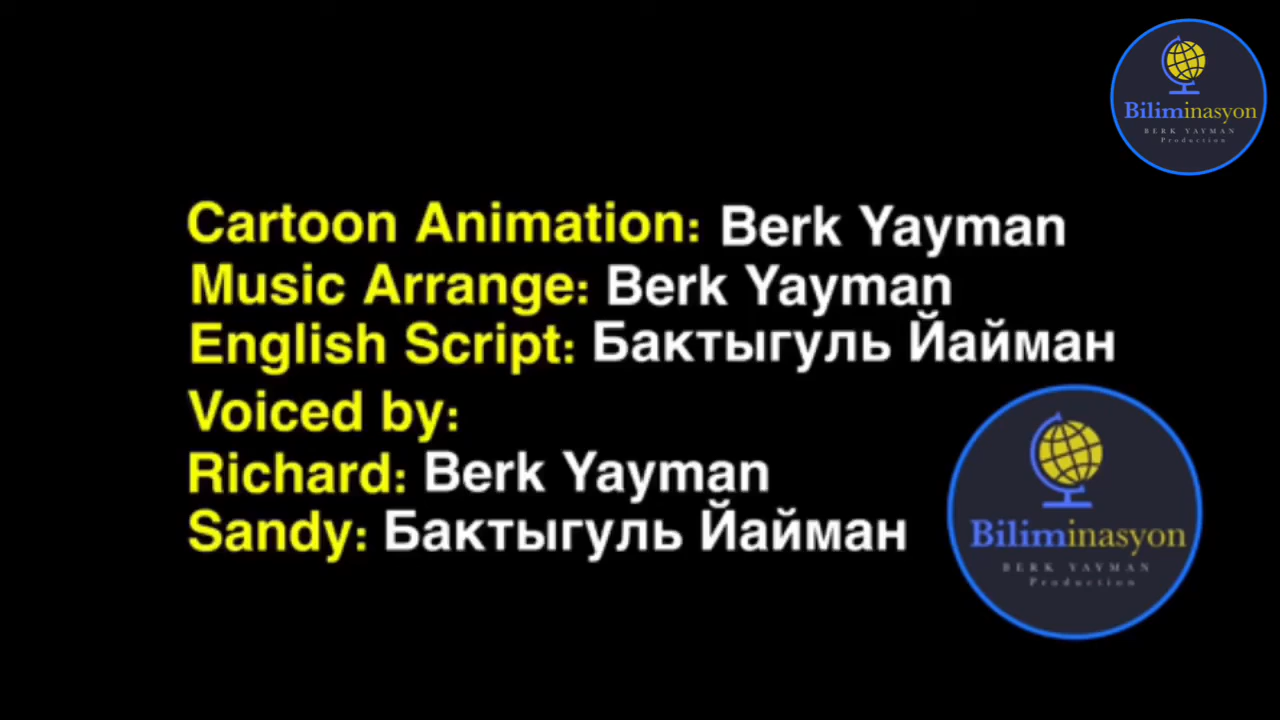 Biliminasyon
BERK YAYMAN
Production
Cartoon Animation: Berk Yayman
Music Arrange: Berk Yayman
English Script: Бактыгуль Йайман
Voiced by:
Richard: Berk Yayman
Sandy: Бактыгуль Йайман
Biliminasyon
BERK YAYMAN
Production